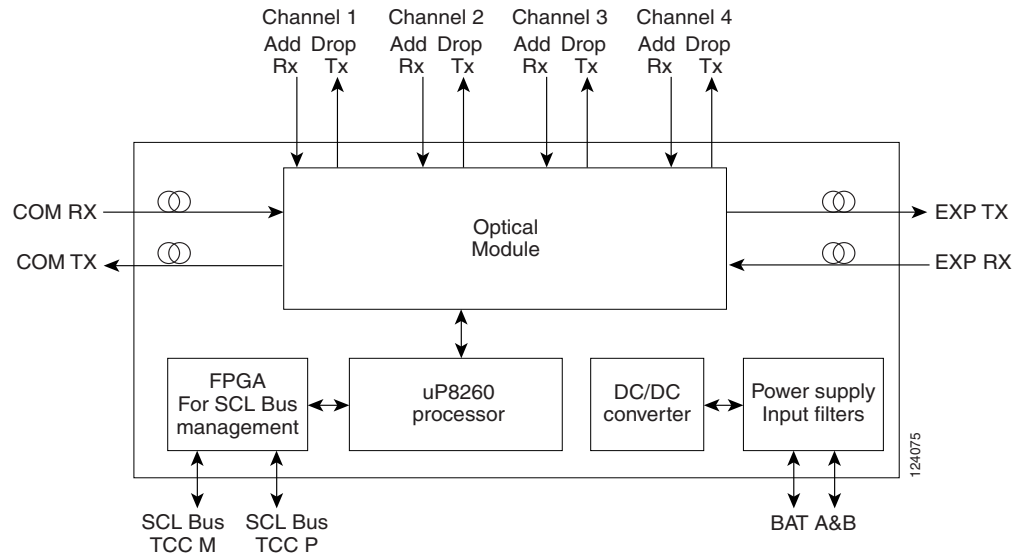 Channel 1 Channel 2 Channel 3 Channel 4
Add Drop Add Drop Add Drop Add Drop
Rx Tx Rx Tx Rx Tx Rx Tx
COM RX
COM TX
Optical
Module
EXP TX
EXP RX
FPGA
For SCL Bus
management
uP8260
processor
DC/DC
converter
Power supply
Input filters
124075
SCL Bus
TCC M
SCL Bus
TCC P
BAT A&B